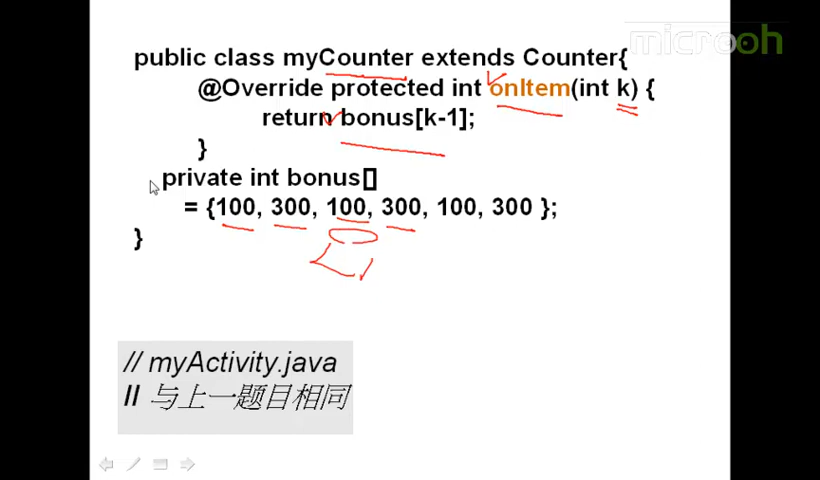 microoh
public class myCounter extends Counter{
@Override protected int onItem(int k) {
return bonus[k-1];
}
private int bonus[]
= {100, 300, 100, 300, 100, 300 };
}
// myActivity.java
// 与上一题目相同